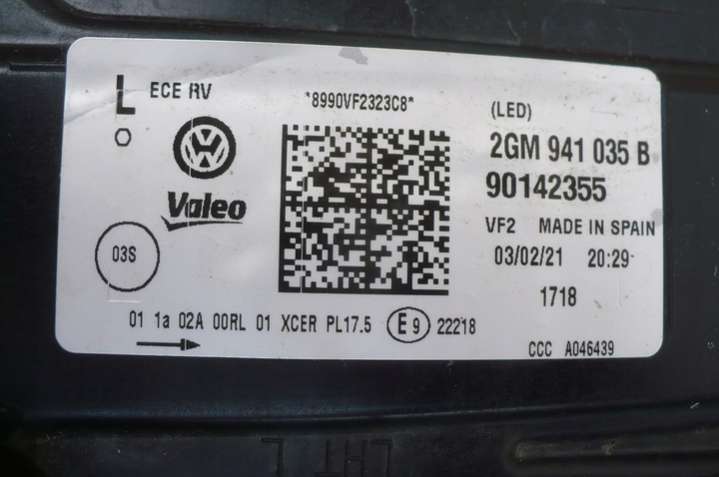 L ECE RV
*8990VF2323C8*
(LED)
2GM 941 035 B
90142355
VF2 MADE IN SPAIN
03/02/21 20:29
1718
Valeo
03S
01 1a 02A 00RL 01 XCER PL17.5 E9 22218
CCC A046439
LHT